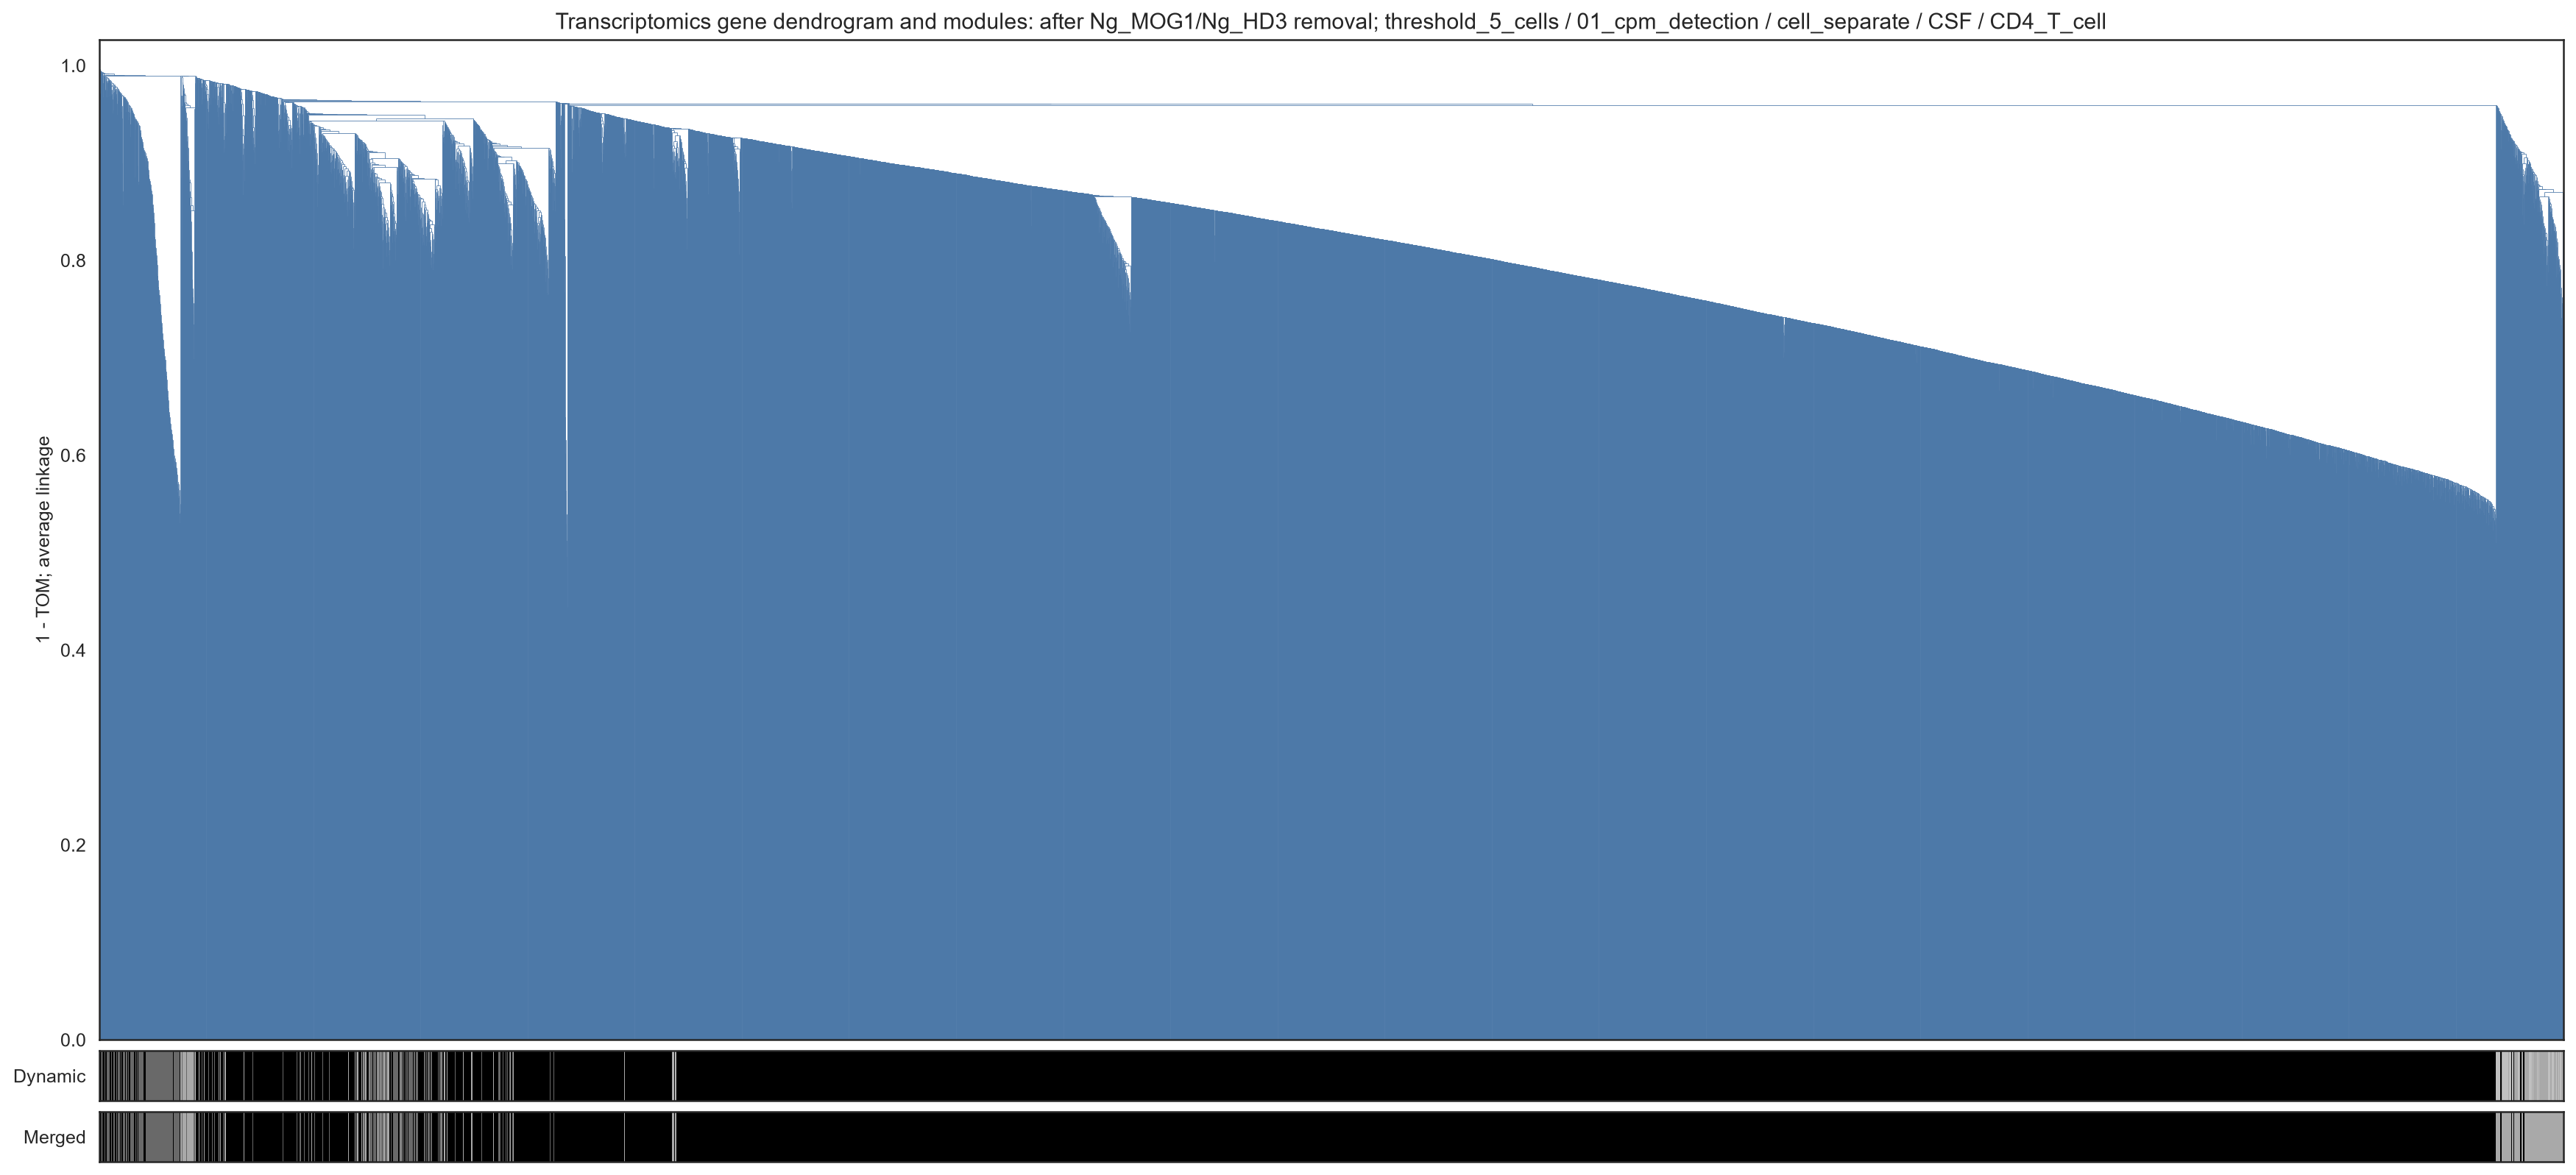 Transcriptomics gene dendrogram and modules: after Ng_MOG1/Ng_HD3 removal; threshold_5_cells / 01_cpm_detection / cell_separate / CSF / CD4_T_cell
1 - TOM; average linkage
1.0
0.8
0.6
0.4
0.2
0.0
Dynamic
Merged